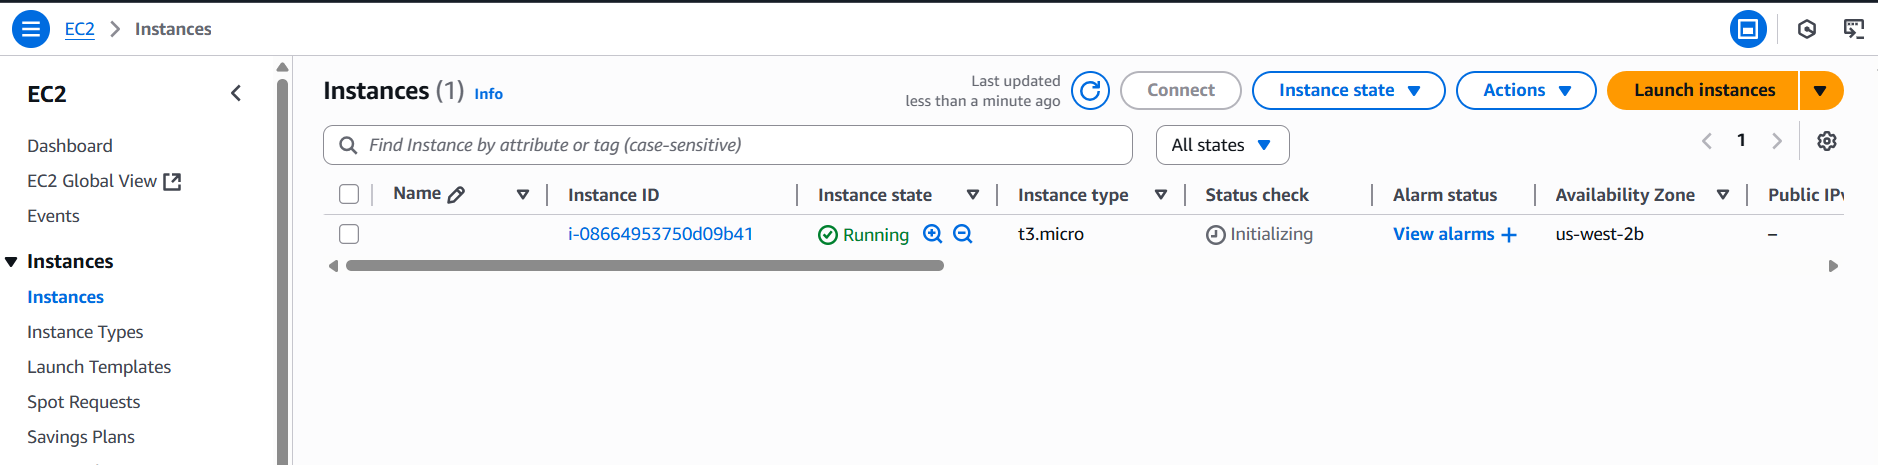 EC2 > Instances
EC2
Dashboard
EC2 Global View
Events
Instances
Instances
Instance Types
Launch Templates
Spot Requests
Savings Plans
Instances (1) Info
Last updated
less than a minute ago
Connect
Instance state
Actions
Launch instances
Find Instance by attribute or tag (case-sensitive)
All states
1
Name Instance ID Instance state Instance type Status check Alarm status Availability Zone Public IPv
i-08664953750d09b41 Running t3.micro Initializing View alarms + us-west-2b –